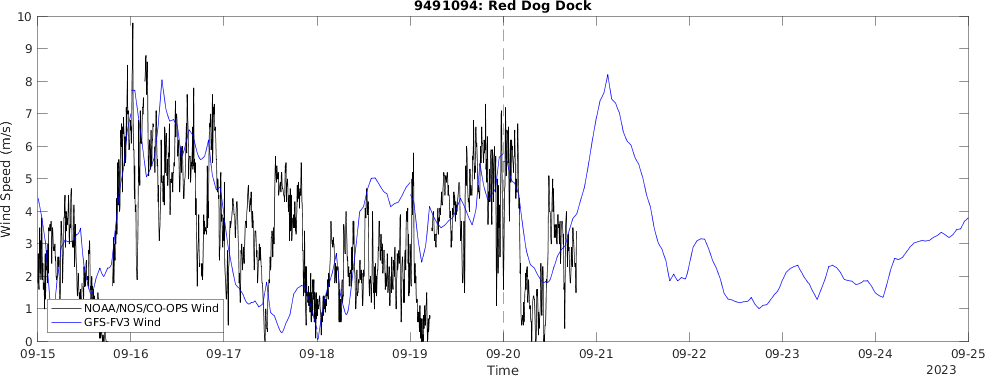 9491094: Red Dog Dock
10
9
8
7
6
5
4
3
2
1
0
Wind Speed (m/s)
NOAA/NOS/CO-OPS Wind
GFS-FV3 Wind
09-15 09-16 09-17 09-18 09-19 09-20 09-21 09-22 09-23 09-24 09-25
Time
2023